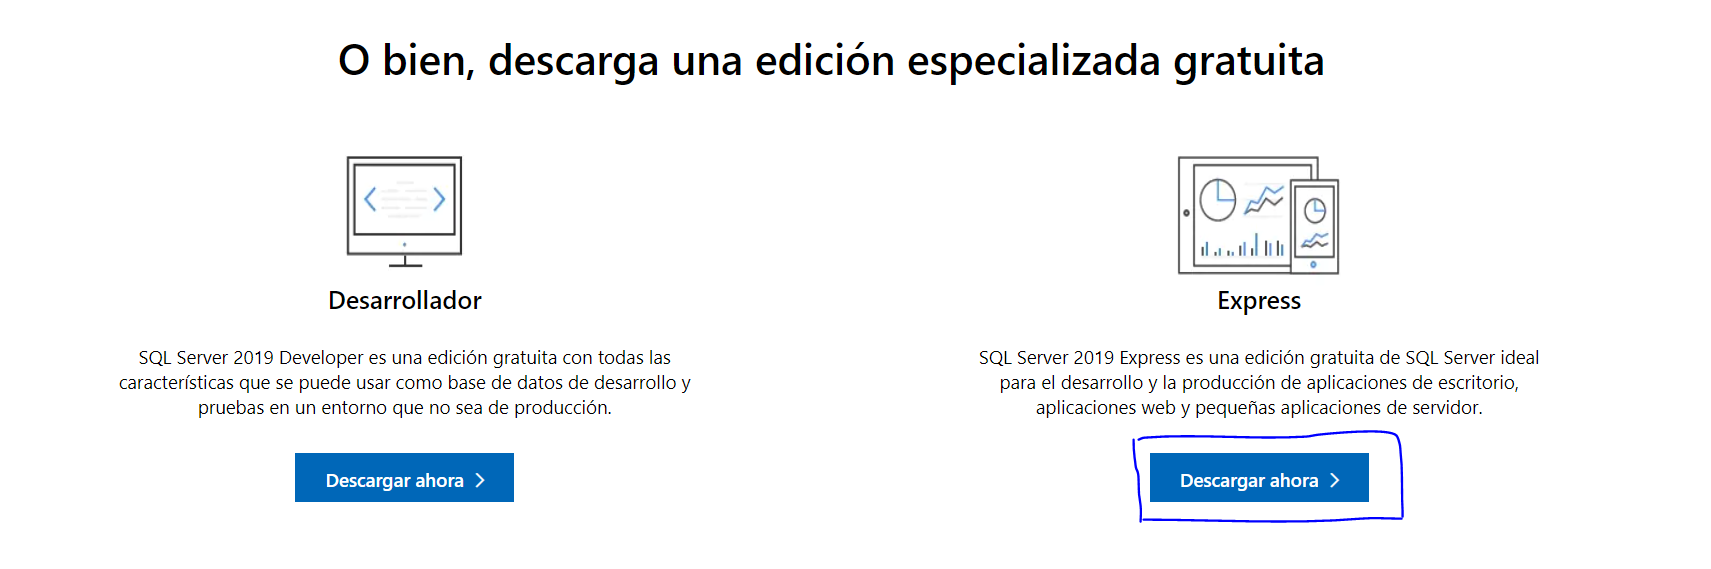 O bien, descarga una edición especializada gratuita
Desarrollador
SQL Server 2019 Developer es una edición gratuita con todas las
características que se puede usar como base de datos de desarrollo y
pruebas en un entorno que no sea de producción.
Descargar ahora
Express
SQL Server 2019 Express es una edición gratuita de SQL Server ideal
para el desarrollo y la producción de aplicaciones de escritorio,
aplicaciones web y pequeñas aplicaciones de servidor.
Descargar ahora